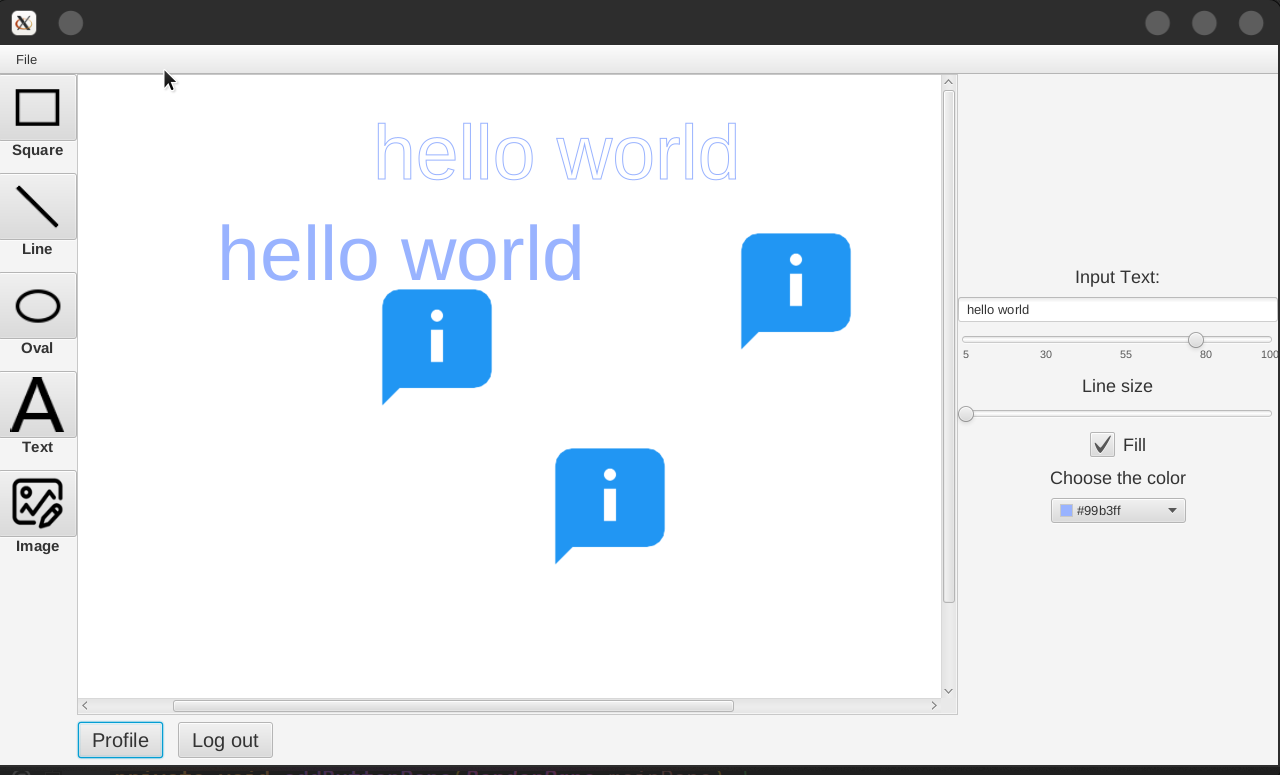 File
Square
Line
Oval
Text
Image
hello world
hello world
i
i
i
Input Text:
hello world
5 30 55 80 100
Line size
Fill
Choose the color
#99b3ff
Profile
Log out